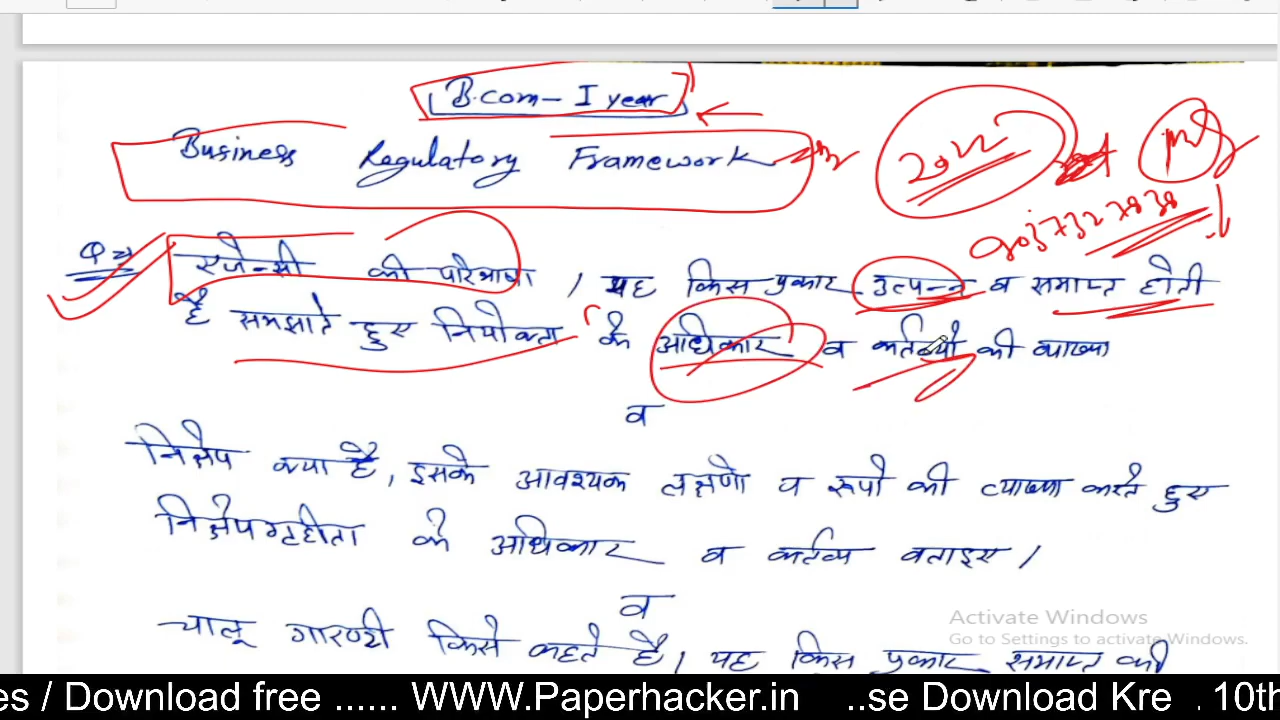 B.com - I year
Business Regulatory Framework
2022
Q ⇒ एजेन्सी की परिभाषा / यह किस प्रकार उत्पन्न व समाप्त होती
है समझाते हुए नियोक्ता के अधिकार व कर्तव्यों की व्याख्या
व
निक्षेप क्या है, इसके आवश्यक लक्षणों व रूपों की व्याख्या करते हुए
निक्षेपगृहीता के अधिकार व कर्तव्य बताइए /
व
चालू गारण्टी किसे कहते है, यह किस प्रकार समाप्त की
Activate Windows
Go to Settings to activate Windows.
es / Download free ...... WWW.Paperhacker.in ..se Download Kre . 10th